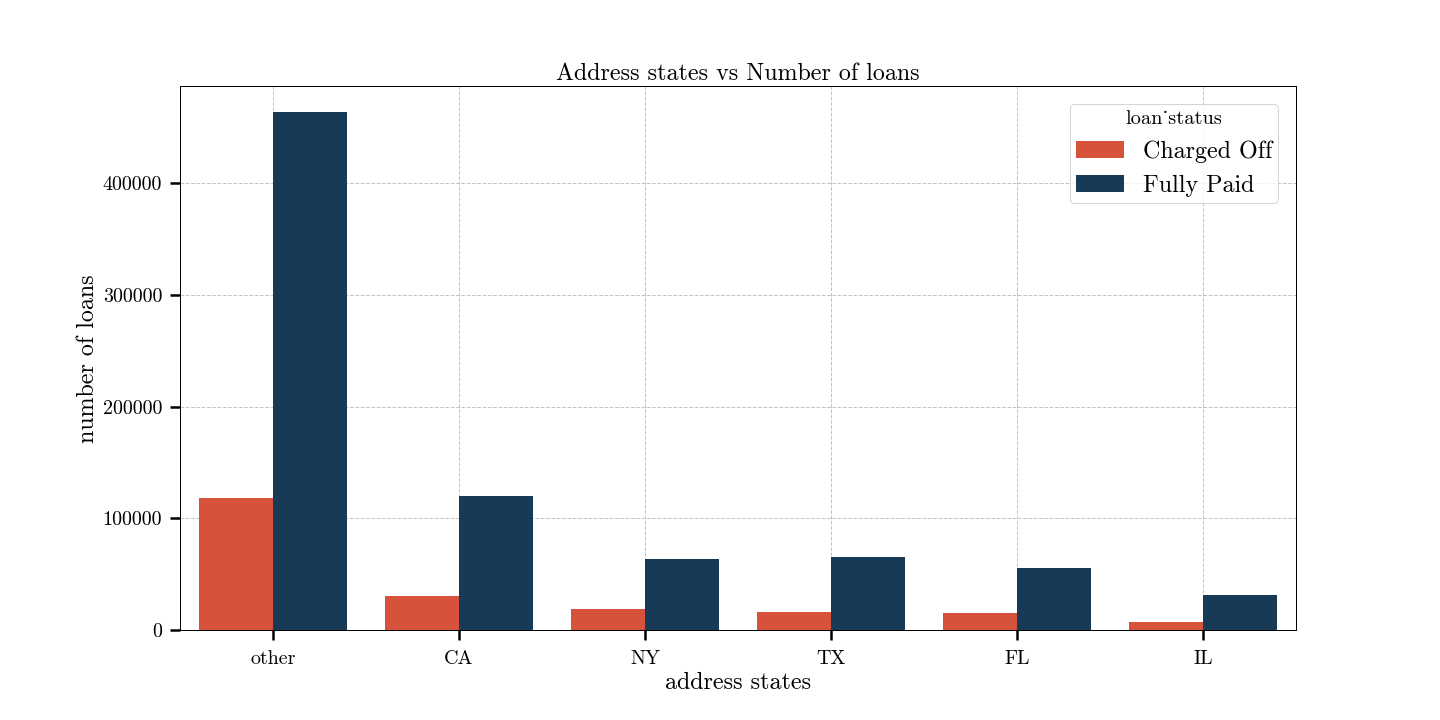 Address states vs Number of loans
loan˙status
Charged Off
Fully Paid
number of loans
400000
300000
200000
100000
0
other CA NY TX FL IL
address states